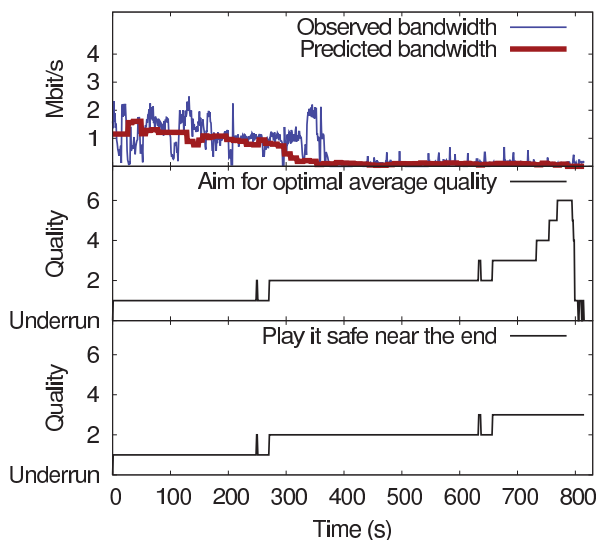 Observed bandwidth
Predicted bandwidth
Mbit/s
4
3
2
1
Aim for optimal average quality
Quality
6
4
2
Underrun
Play it safe near the end
Quality
6
4
2
Underrun
0 100 200 300 400 500 600 700 800
Time (s)